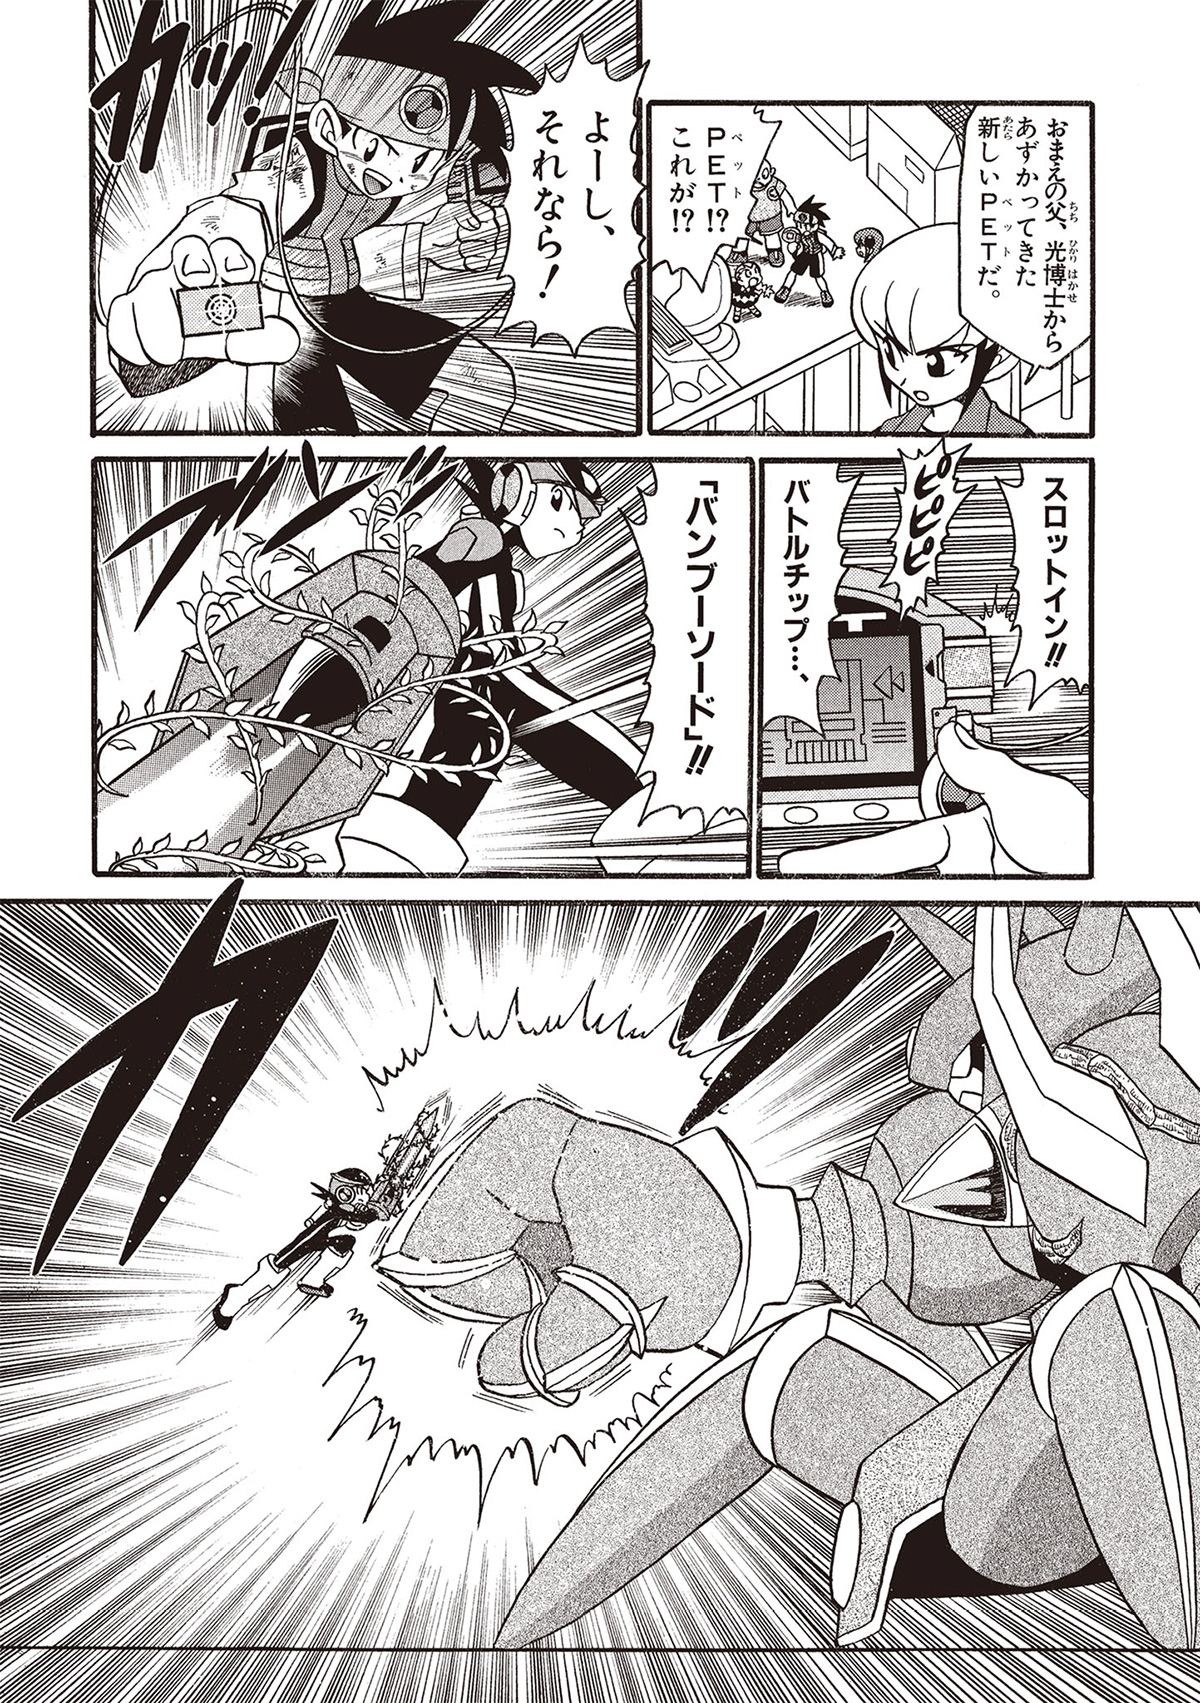 おまえの父、光博士から
あずかってきた
新しいPETだ。
PET!?
これが!?
よーし、
それなら!
カッ!
スロットイン!!
ピピピ
バトルチップ…、
「バンブーソード」!!
ガ